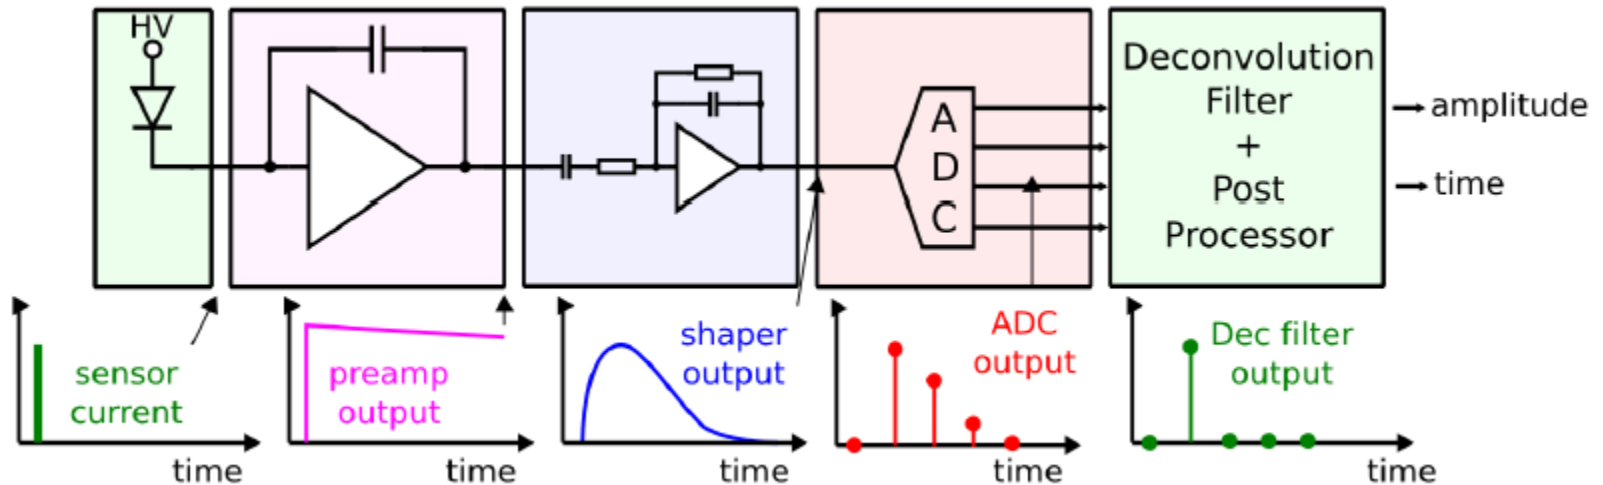 HV
A
D
C
Deconvolution
Filter
+
Post
Processor
amplitude
time
sensor
current
time
preamp
output
time
shaper
output
time
ADC
output
time
Dec filter
output
time